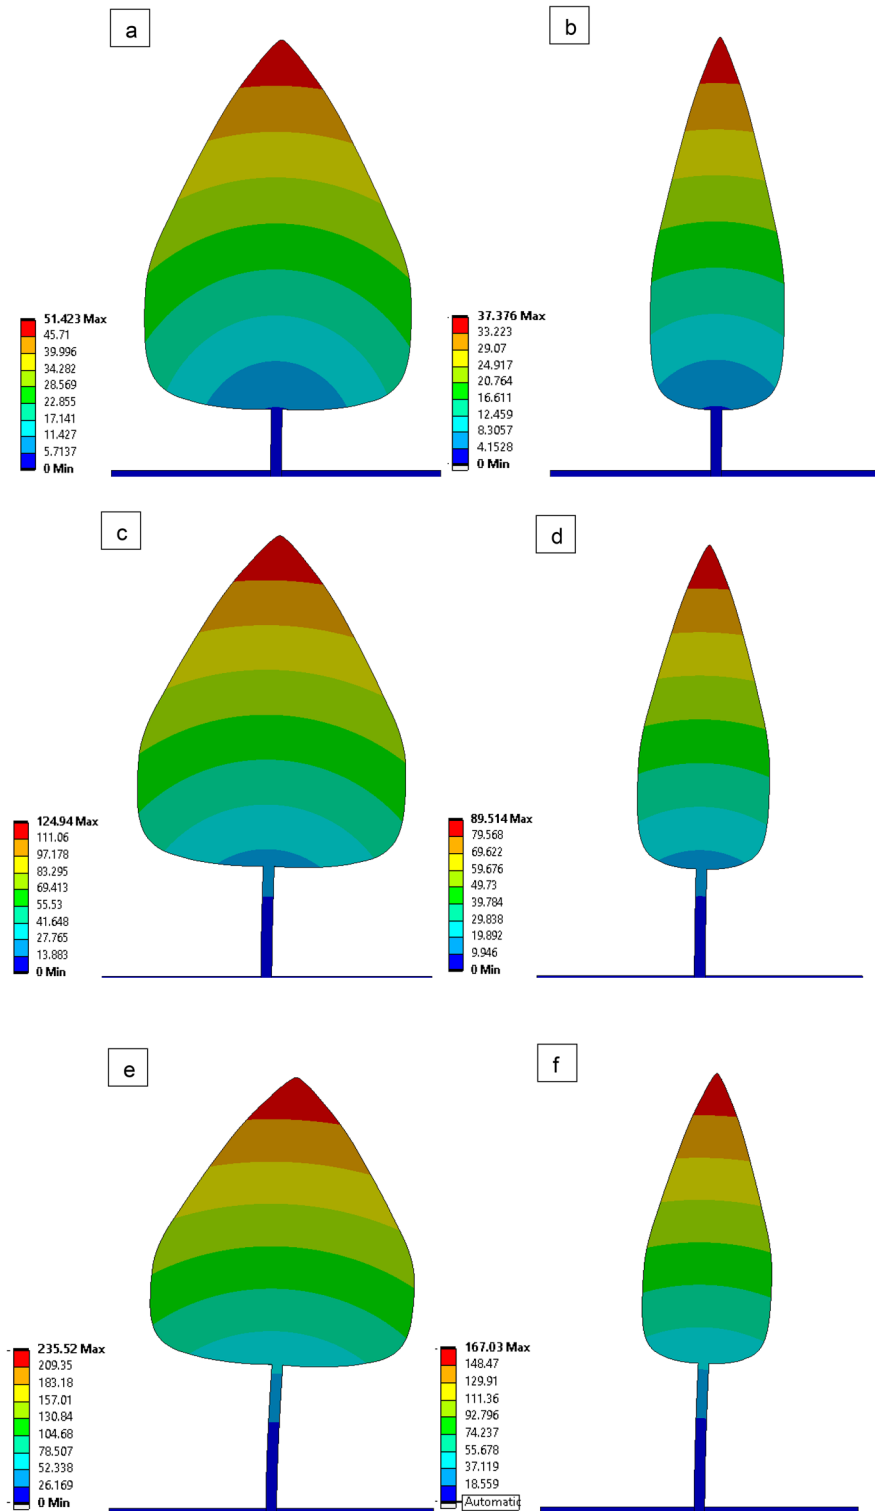 a
51.423 Max
45.71
39.996
34.282
28.569
22.855
17.141
11.427
5.7137
0 Min
b
37.376 Max
33.223
29.07
24.917
20.764
16.611
12.459
8.3057
4.1528
0 Min
c
124.94 Max
111.06
97.178
83.295
69.413
55.53
41.648
27.765
13.883
0 Min
d
89.514 Max
79.568
69.622
59.676
49.73
39.784
29.838
19.892
9.946
0 Min
e
235.52 Max
209.35
183.18
157.01
130.84
104.68
78.507
52.338
26.169
0 Min
f
167.03 Max
148.47
129.91
111.36
92.796
74.237
55.678
37.119
18.559
Automatic